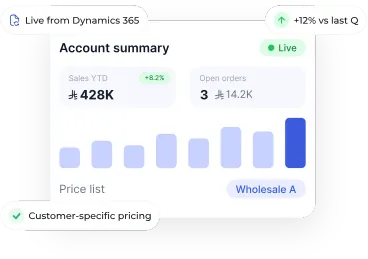 Live from Dynamics 365
+12% vs last Q
Account summary
Live
Sales YTD
+8.2%
Open orders
⃁ 428K
3 ⃁ 14.2K
Price list
Wholesale A
Customer-specific pricing